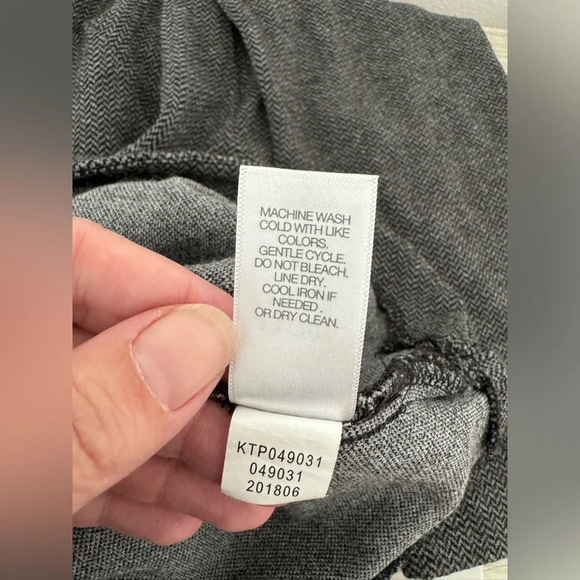 MACHINE WASH
COLD WITH LIKE
COLORS.
GENTLE CYCLE.
DO NOT BLEACH.
LINE DRY.
COOL IRON IF
NEEDED .
OR DRY CLEAN.
KTP049031
049031
201806